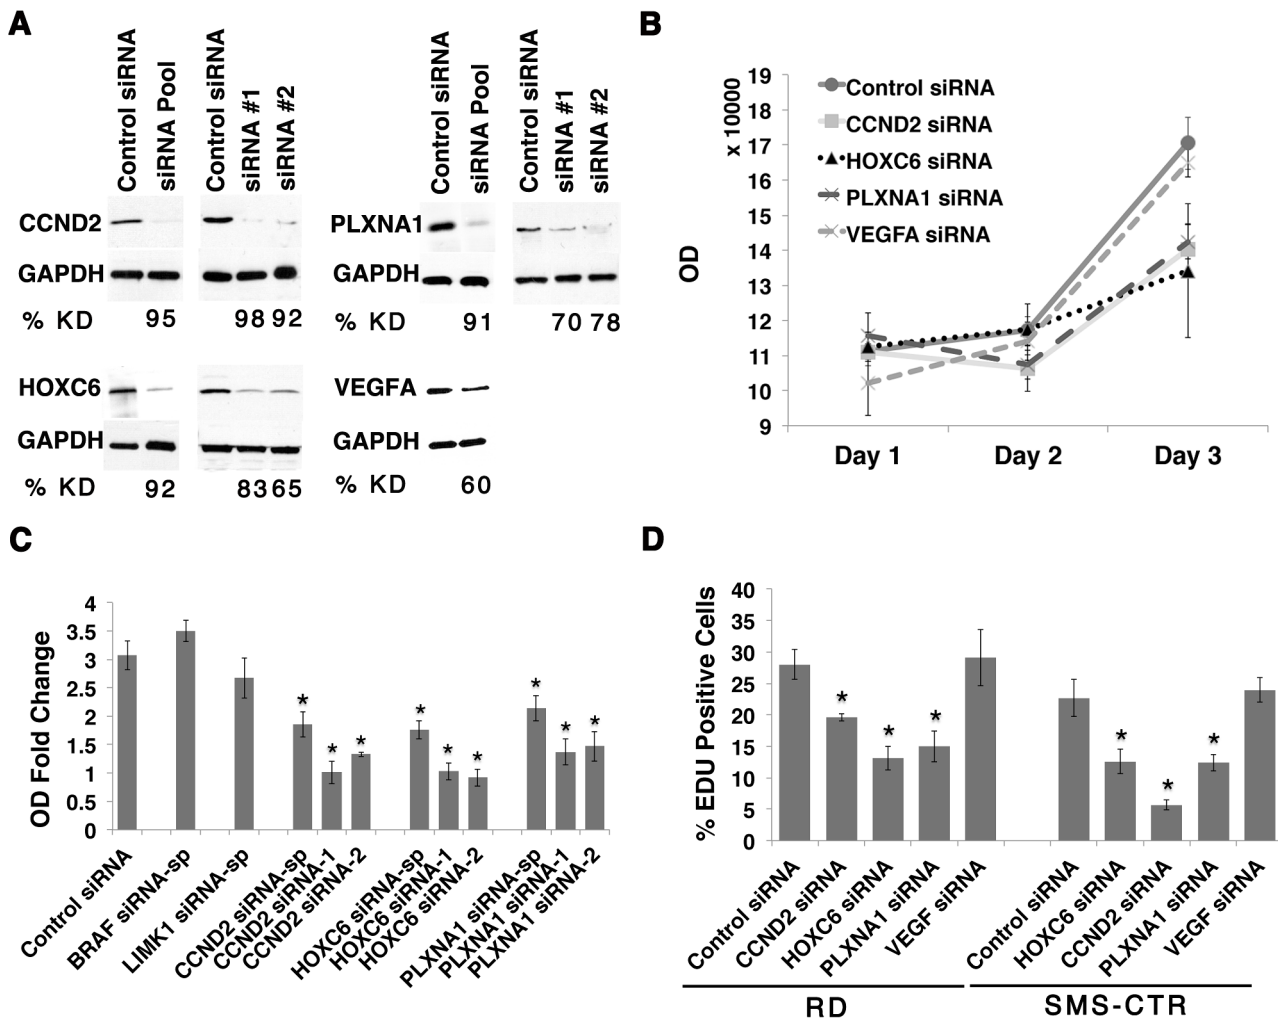 A
Control siRNA
siRNA Pool
Control siRNA
siRNA #1
siRNA #2
CCND2
GAPDH
% KD 95 98 92
HOXC6
GAPDH
% KD 92 83 65
Control siRNA
siRNA Pool
Control siRNA
siRNA #1
siRNA #2
PLXNA1
GAPDH
% KD 91 70 78
VEGFA
GAPDH
% KD 60
B
x 10000
OD
19
18
17
16
15
14
13
12
11
10
9
Control siRNA
CCND2 siRNA
HOXC6 siRNA
PLXNA1 siRNA
VEGFA siRNA
Day 1 Day 2 Day 3
C
OD Fold Change
4
3.5
3
2.5
2
1.5
1
0.5
0
* * * * * * * * *
Control siRNA
BRAF siRNA-sp
LIMK1 siRNA-sp
CCND2 siRNA-sp
CCND2 siRNA-1
CCND2 siRNA-2
HOXC6 siRNA-sp
HOXC6 siRNA-1
HOXC6 siRNA-2
PLXNA1 siRNA-sp
PLXNA1 siRNA-1
PLXNA1 siRNA-2
D
% EDU Positive Cells
40
35
30
25
20
15
10
5
0
* * * * * *
Control siRNA
CCND2 siRNA
HOXC6 siRNA
PLXNA1 siRNA
VEGF siRNA
Control siRNA
HOXC6 siRNA
CCND2 siRNA
PLXNA1 siRNA
VEGF siRNA
RD SMS-CTR